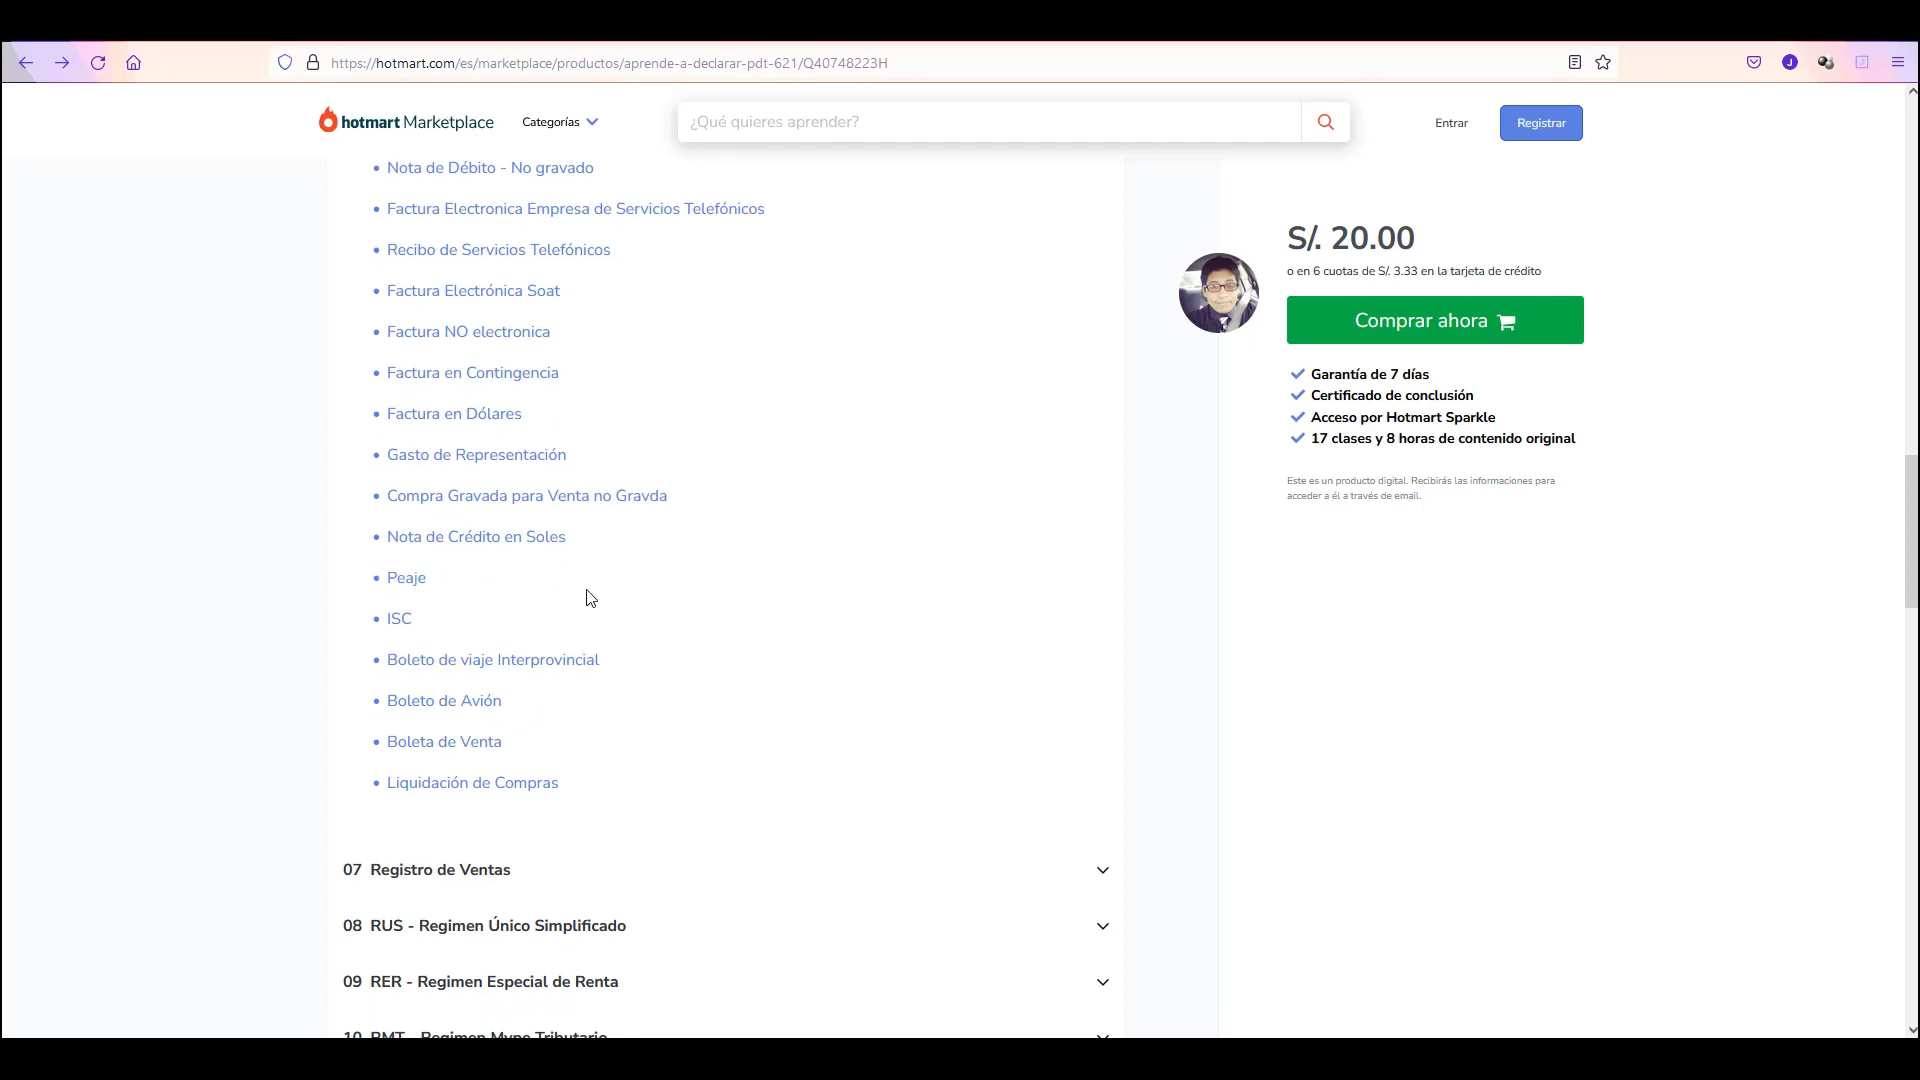 https://hotmart.com/es/marketplace/productos/aprende-a-declarar-pdt-621/Q40748223H
J
hotmart Marketplace
Categorías
¿Qué quieres aprender?
Entrar
Registrar
Nota de Débito - No gravado
Factura Electronica Empresa de Servicios Telefónicos
Recibo de Servicios Telefónicos
Factura Electrónica Soat
Factura NO electronica
Factura en Contingencia
Factura en Dólares
Gasto de Representación
Compra Gravada para Venta no Gravda
Nota de Crédito en Soles
Peaje
ISC
Boleto de viaje Interprovincial
Boleto de Avión
Boleta de Venta
Liquidación de Compras
07 Registro de Ventas
08 RUS - Regimen Único Simplificado
09 RER - Regimen Especial de Renta
10 RMT - Regimen Mype Tributario
S/. 20.00
o en 6 cuotas de S/. 3.33 en la tarjeta de crédito
Comprar ahora
Garantía de 7 días
Certificado de conclusión
Acceso por Hotmart Sparkle
17 clases y 8 horas de contenido original
Este es un producto digital. Recibirás las informaciones para
acceder a él a través de email.